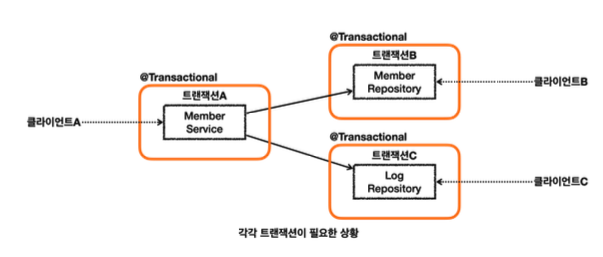 @Transactional
트랜잭션B
Member
Repository
클라이언트B
@Transactional
트랜잭션A
Member
Service
클라이언트A
@Transactional
트랜잭션C
Log
Repository
클라이언트C
각각 트랜잭션이 필요한 상황